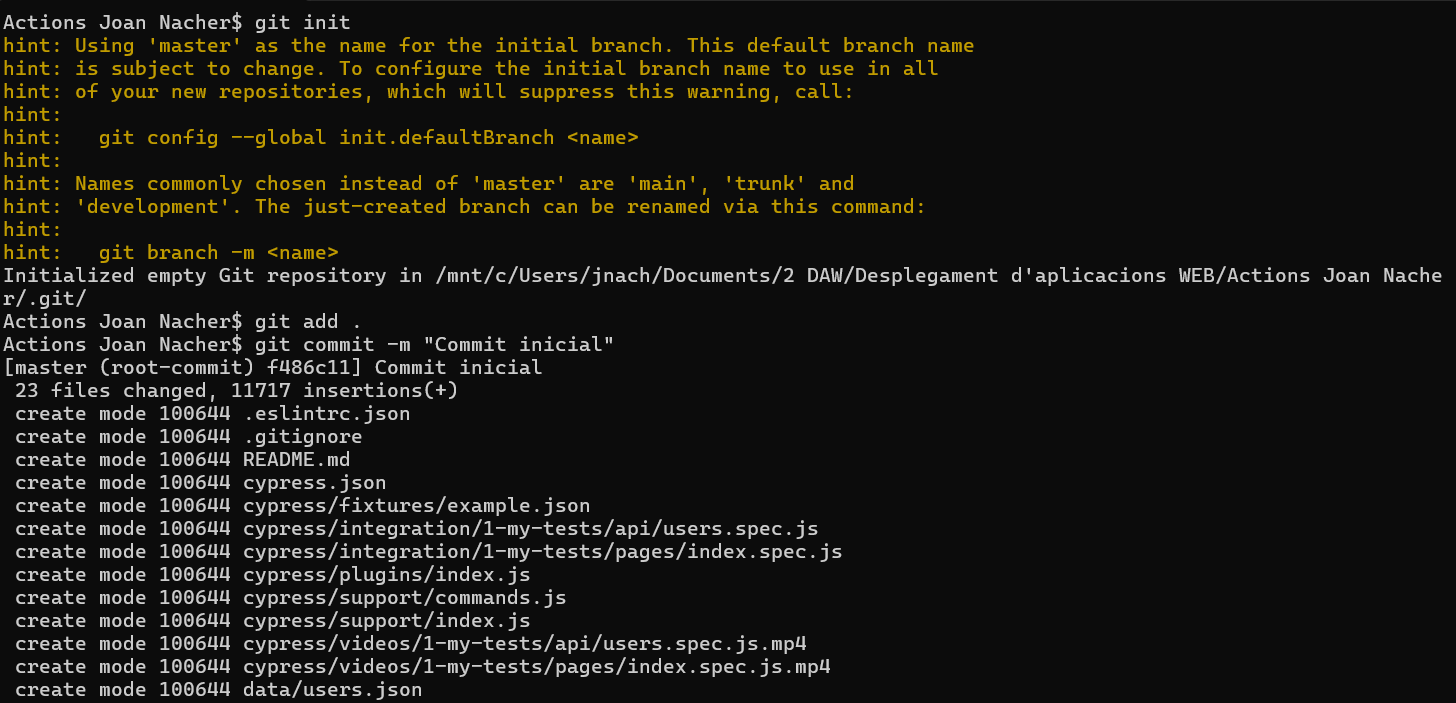 Actions Joan Nacher$ git init
hint: Using 'master' as the name for the initial branch. This default branch name
hint: is subject to change. To configure the initial branch name to use in all
hint: of your new repositories, which will suppress this warning, call:
hint:
hint:   git config --global init.defaultBranch <name>
hint:
hint: Names commonly chosen instead of 'master' are 'main', 'trunk' and
hint: 'development'. The just-created branch can be renamed via this command:
hint:
hint:   git branch -m <name>
Initialized empty Git repository in /mnt/c/Users/jnach/Documents/2 DAW/Desplegament d'aplicacions WEB/Actions Joan Nache
r/.git/
Actions Joan Nacher$ git add .
Actions Joan Nacher$ git commit -m "Commit inicial"
[master (root-commit) f486c11] Commit inicial
 23 files changed, 11717 insertions(+)
 create mode 100644 .eslintrc.json
 create mode 100644 .gitignore
 create mode 100644 README.md
 create mode 100644 cypress.json
 create mode 100644 cypress/fixtures/example.json
 create mode 100644 cypress/integration/1-my-tests/api/users.spec.js
 create mode 100644 cypress/integration/1-my-tests/pages/index.spec.js
 create mode 100644 cypress/plugins/index.js
 create mode 100644 cypress/support/commands.js
 create mode 100644 cypress/support/index.js
 create mode 100644 cypress/videos/1-my-tests/api/users.spec.js.mp4
 create mode 100644 cypress/videos/1-my-tests/pages/index.spec.js.mp4
 create mode 100644 data/users.json